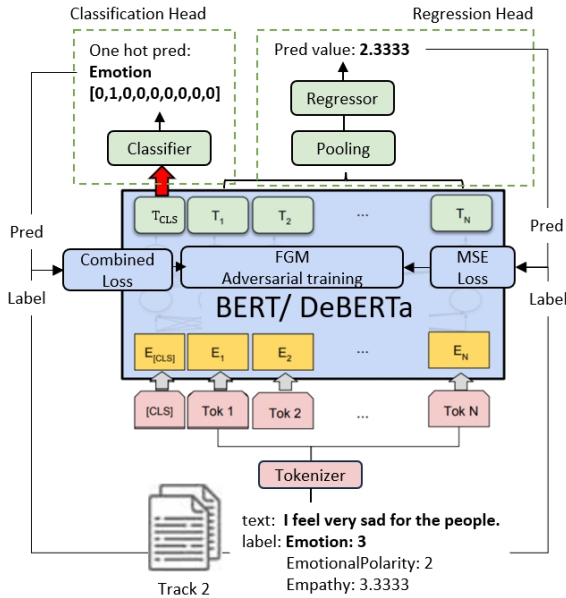 Classification Head
Regression Head
One hot pred:
Emotion
[0,1,0,0,0,0,0,0,0]
Pred value: 2.3333
Regressor
Classifier
Pooling
T_CLS T_1 T_2 ... T_N
Pred
Pred
Combined Loss
FGM
Adversarial training
MSE Loss
Label
Label
BERT/ DeBERTa
E_[CLS] E_1 E_2 ... E_N
[CLS] Tok 1 Tok 2 ... Tok N
Tokenizer
text: I feel very sad for the people.
label: Emotion: 3
EmotionalPolarity: 2
Empathy: 3.3333
Track 2